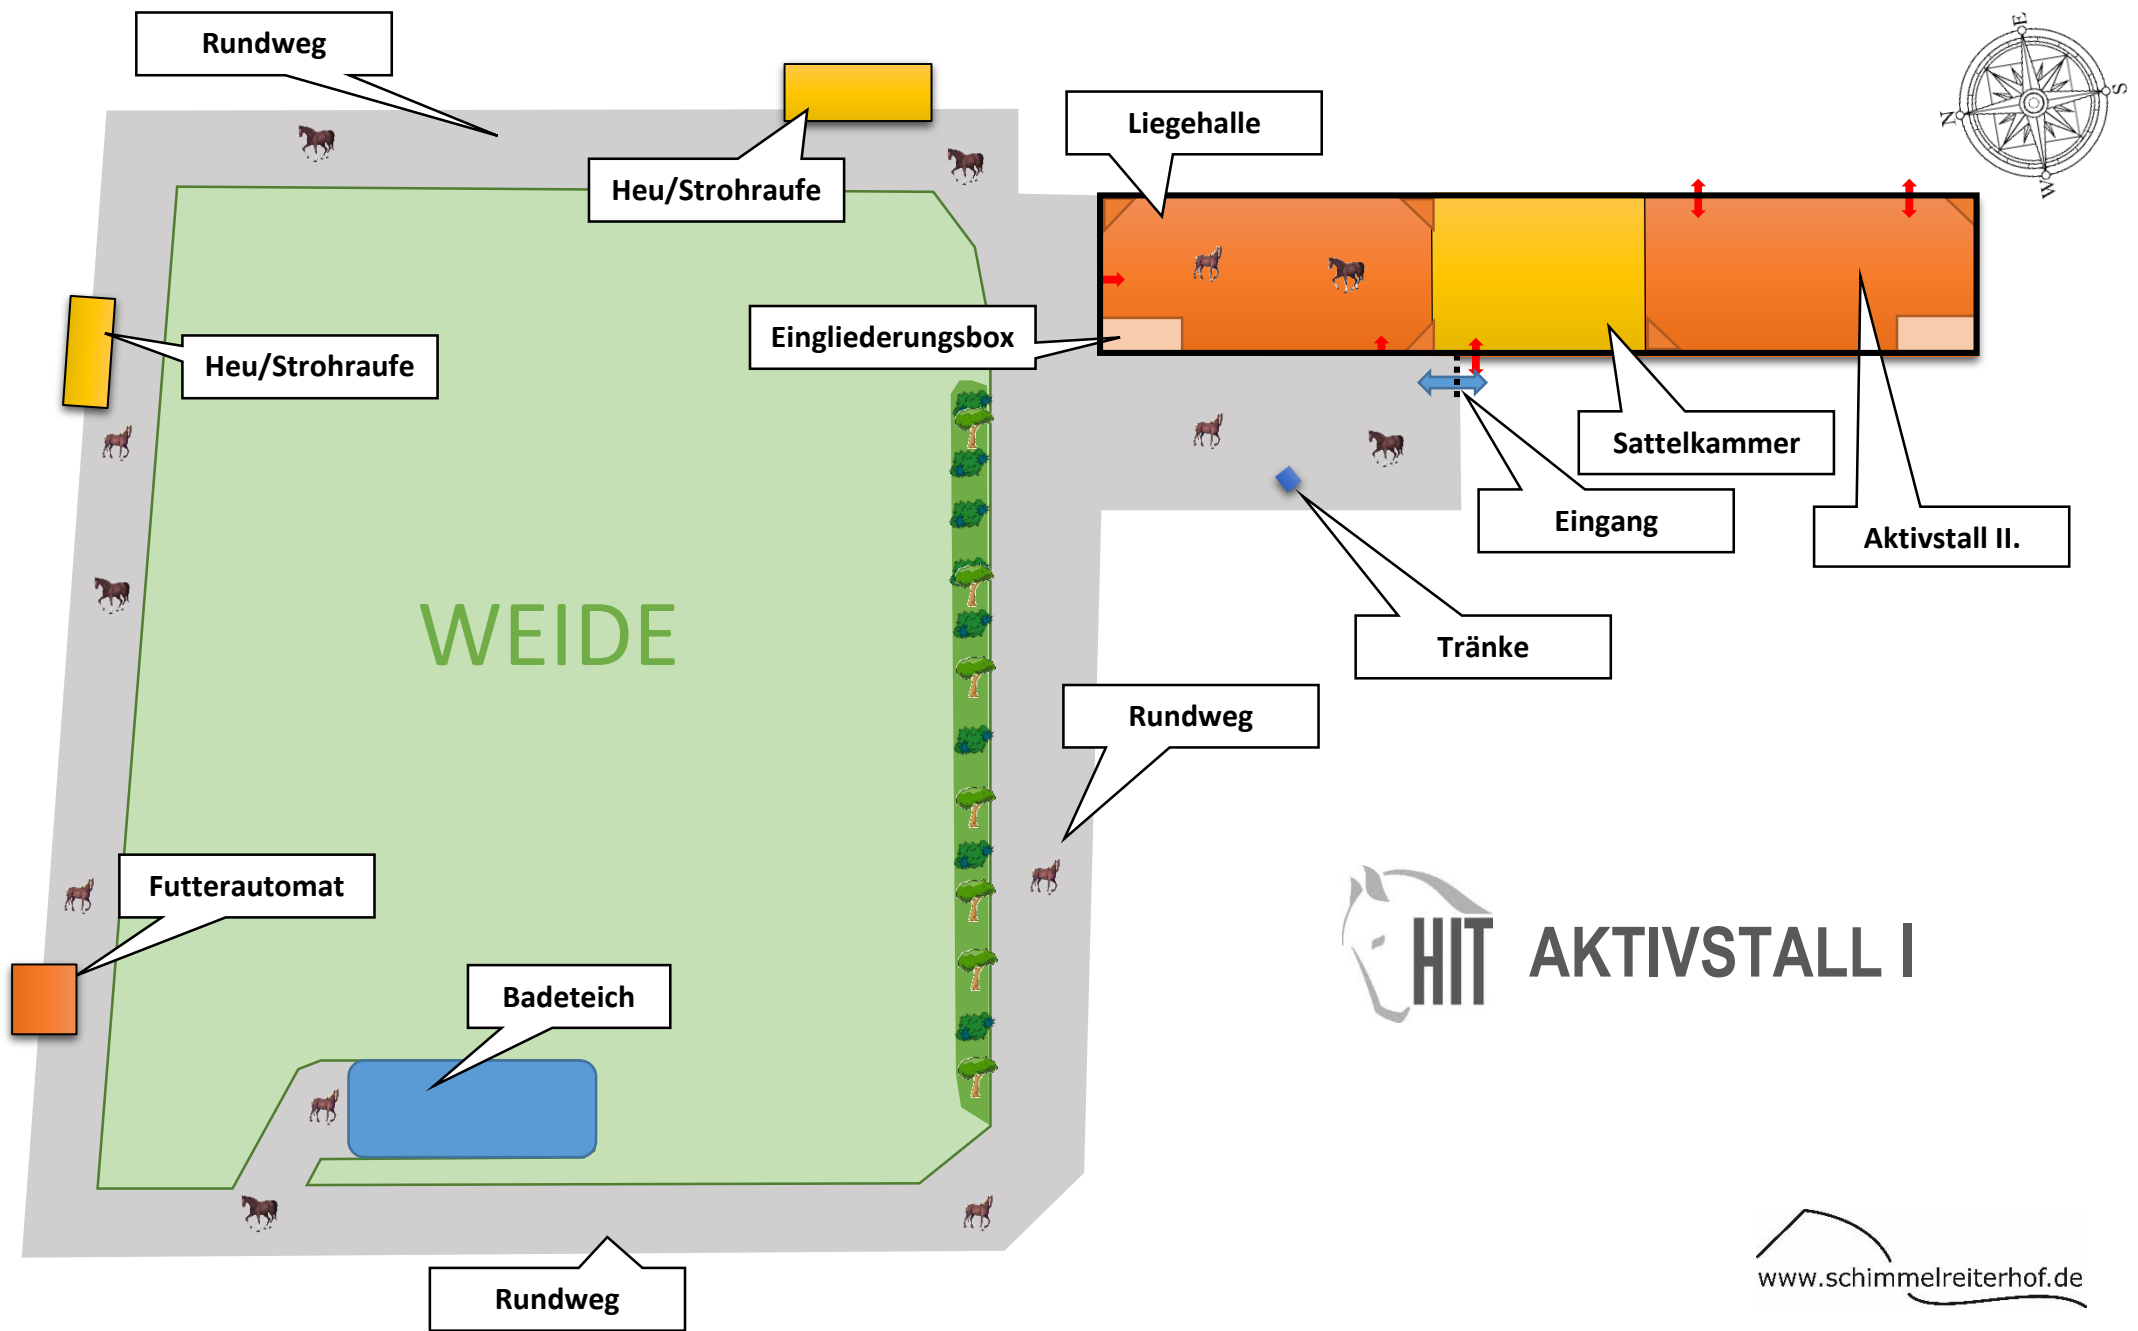 Rundweg
E
N
S
W
Liegehalle
Heu/Strohraufe
Eingliederungsbox
Heu/Strohraufe
Sattelkammer
Eingang
Aktivstall II.
WEIDE
Tränke
Rundweg
Futterautomat
HIT AKTIVSTALL I
Badeteich
www.schimmelreiterhof.de
Rundweg